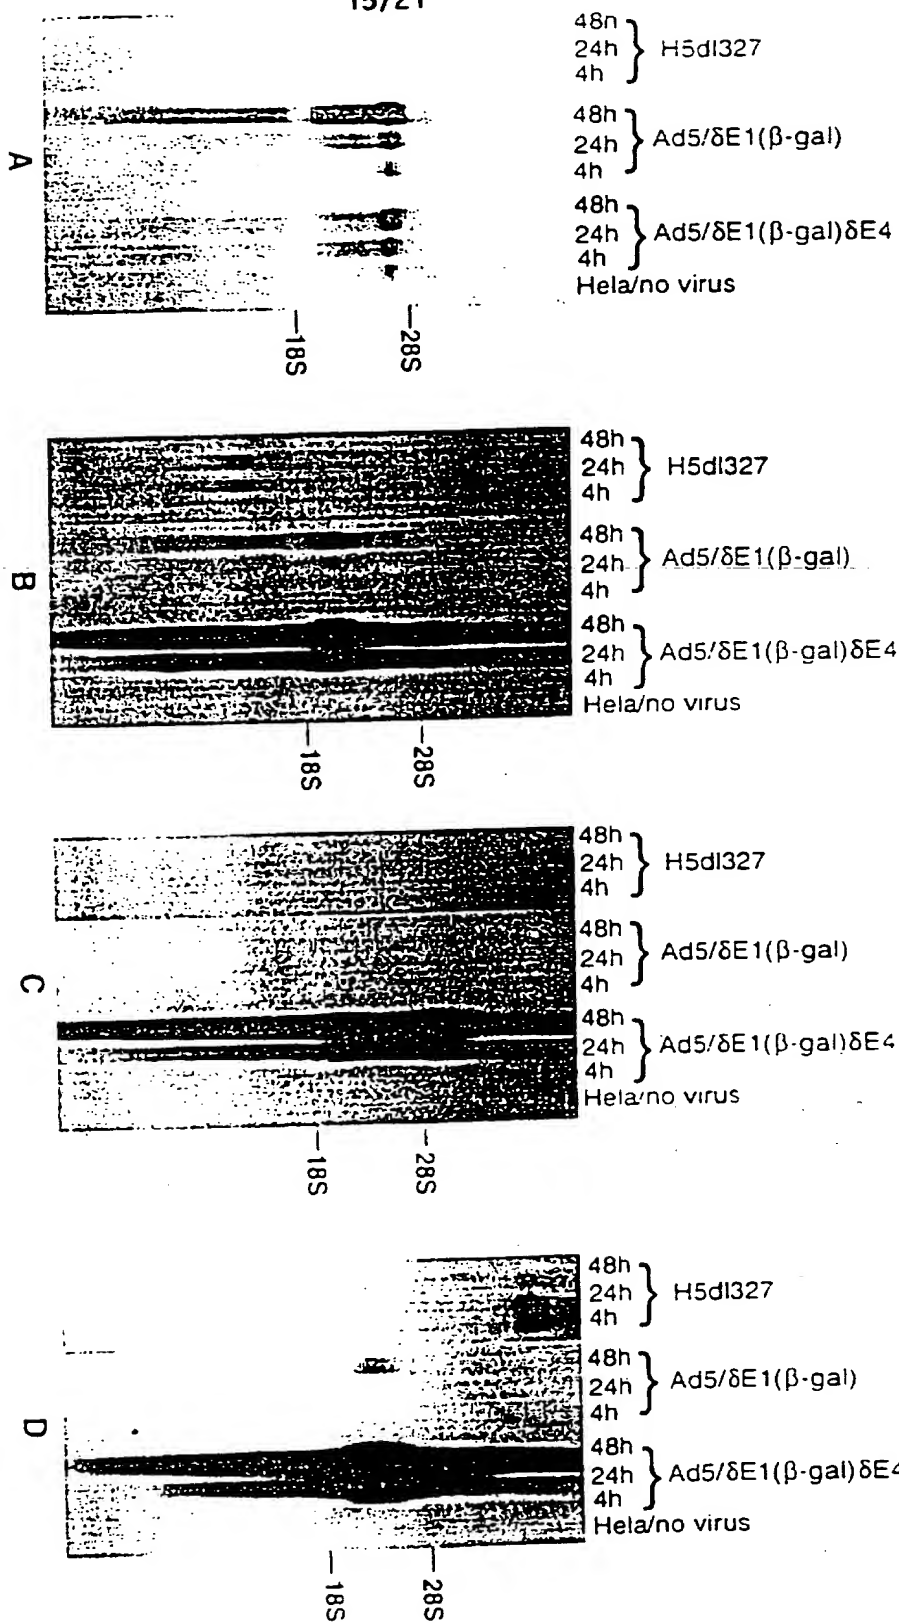 15/21
48h
24h
4h
H5dl327
48h
24h
4h
Ad5/δE1(β-gal)
48h
24h
4h
Ad5/δE1(β-gal)δE4
Hela/no virus
-18S
-28S
A
48h
24h
4h
H5dl327
48h
24h
4h
Ad5/δE1(β-gal)
48h
24h
4h
Ad5/δE1(β-gal)δE4
Hela/no virus
-18S
-28S
B
48h
24h
4h
H5dl327
48h
24h
4h
Ad5/δE1(β-gal)
48h
24h
4h
Ad5/δE1(β-gal)δE4
Hela/no virus
-18S
-28S
C
48h
24h
4h
H5dl327
48h
24h
4h
Ad5/δE1(β-gal)
48h
24h
4h
Ad5/δE1(β-gal)δE4
Hela/no virus
-18S
-28S
D